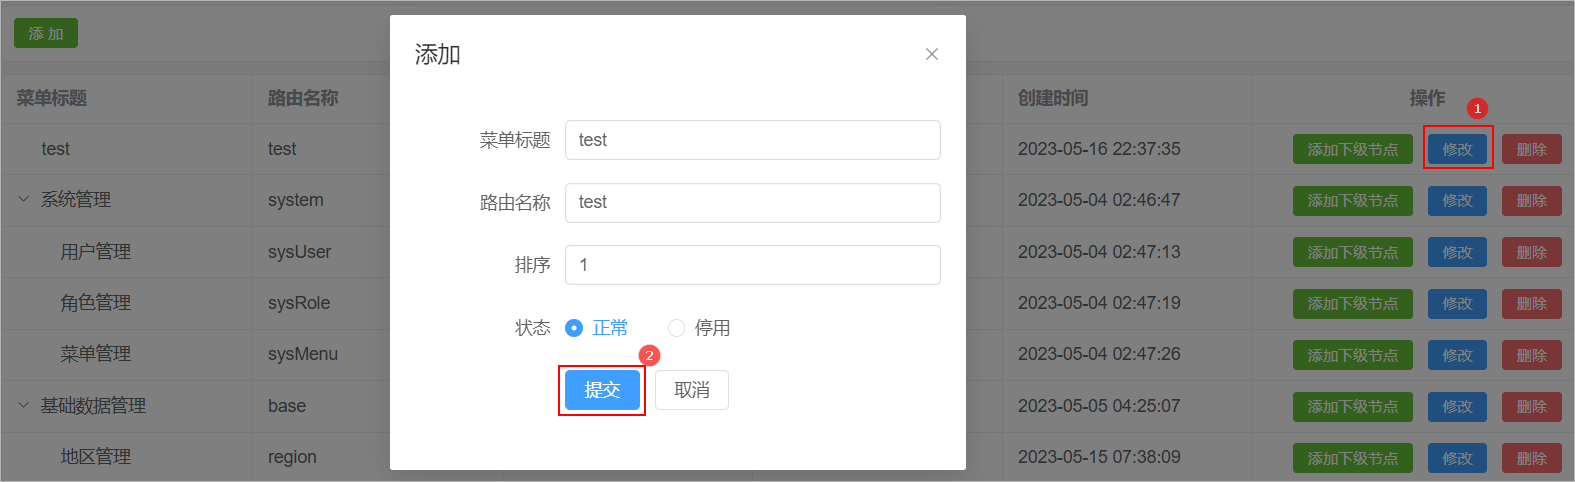 添 加
添加
菜单标题 路由名称 创建时间 操作
1
菜单标题 test
test test 2023-05-16 22:37:35 添加下级节点 修改 删除
路由名称 test
系统管理 system 2023-05-04 02:46:47 添加下级节点 修改 删除
用户管理 sysUser 2023-05-04 02:47:13 添加下级节点 修改 删除
排序 1
角色管理 sysRole 2023-05-04 02:47:19 添加下级节点 修改 删除
状态 正常 停用
菜单管理 sysMenu 2023-05-04 02:47:26 添加下级节点 修改 删除
2
提交 取消
基础数据管理 base 2023-05-05 04:25:07 添加下级节点 修改 删除
地区管理 region 2023-05-15 07:38:09 添加下级节点 修改 删除